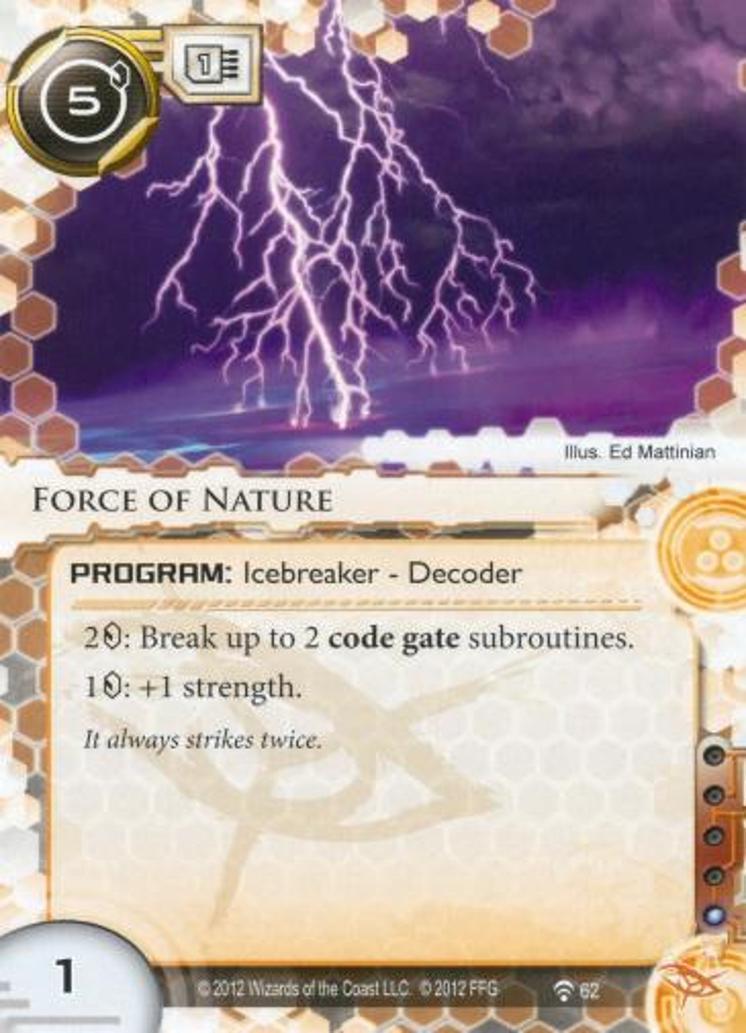 5
1
Illus. Ed Mattinian
FORCE OF NATURE
PROGRAM: Icebreaker - Decoder
2: Break up to 2 code gate subroutines.
1: +1 strength.
It always strikes twice.
1
© 2012 Wizards of the Coast LLC. © 2012 FFG 62